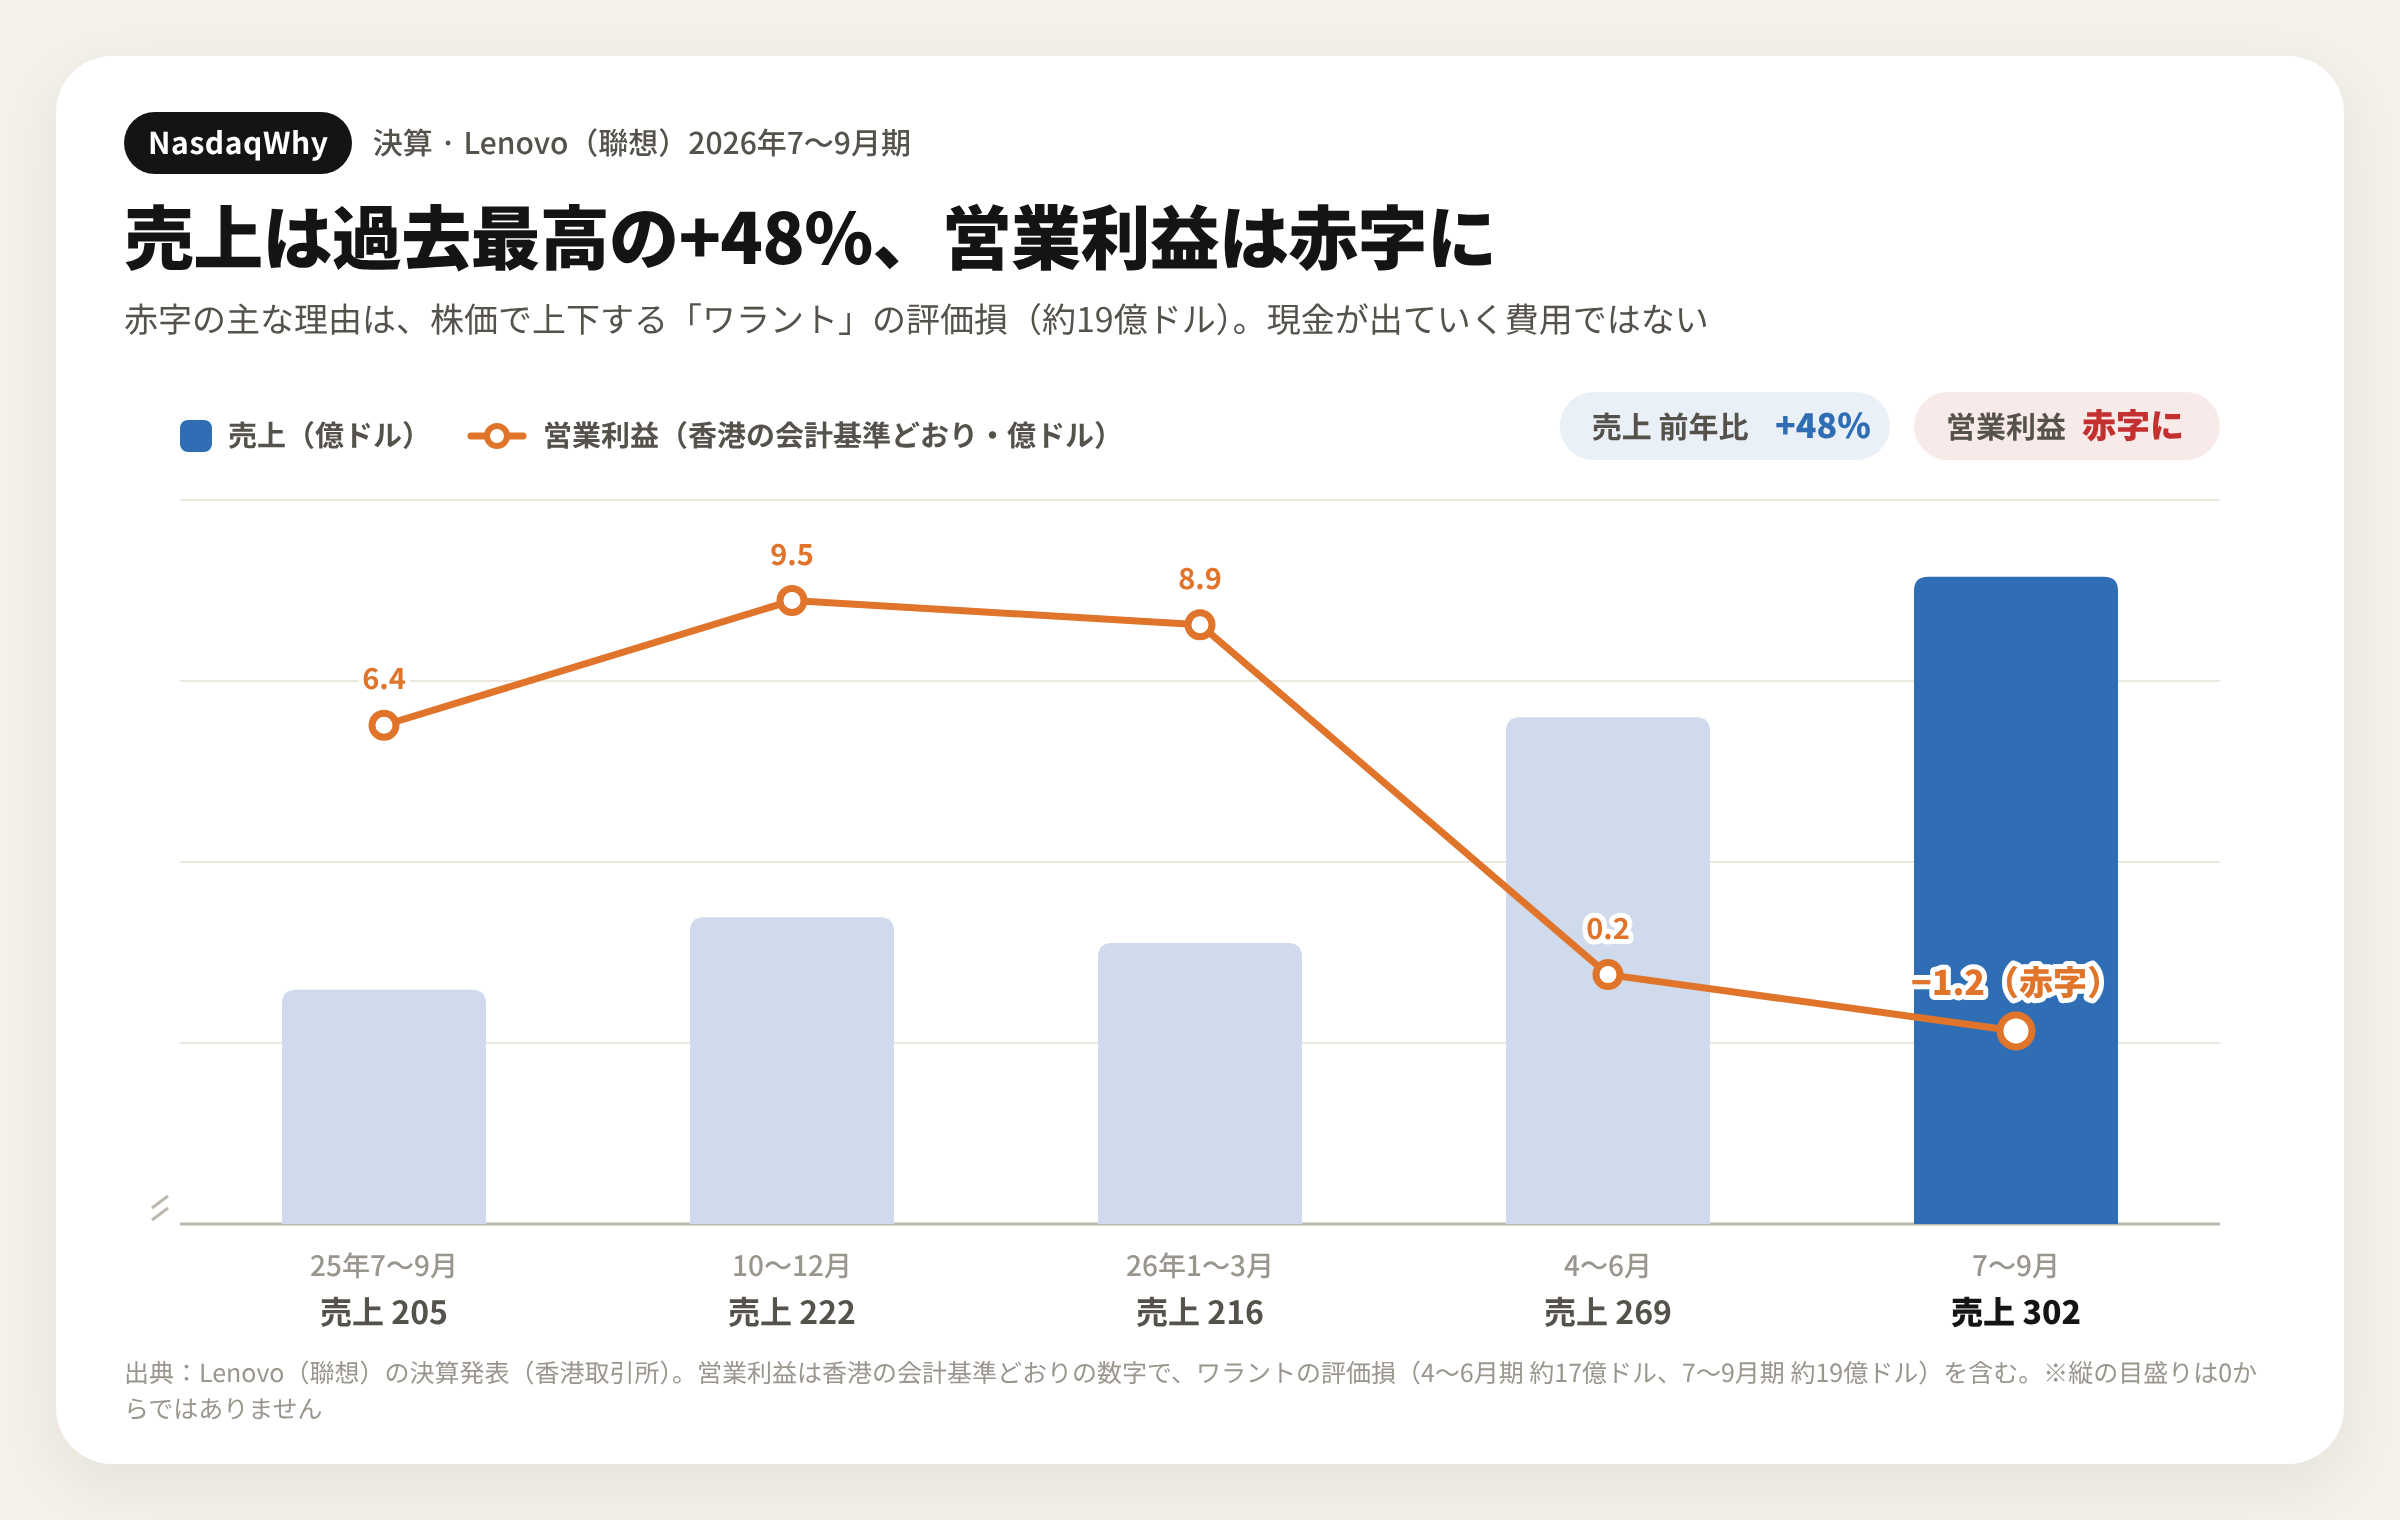 NasdaqWhy 決算 · Lenovo（聯想）2026年7〜9月期
売上は過去最高の+48%、営業利益は赤字に
赤字の主な理由は、株価で上下する「ワラント」の評価損（約19億ドル）。現金が出ていく費用ではない
売上（億ドル） 営業利益（香港の会計基準どおり・億ドル） 売上 前年比 +48% 営業利益 赤字に
6.4
9.5
8.9
0.2
−1.2（赤字）
25年7〜9月
売上 205
10〜12月
売上 222
26年1〜3月
売上 216
4〜6月
売上 269
7〜9月
売上 302
出典：Lenovo（聯想）の決算発表（香港取引所）。営業利益は香港の会計基準どおりの数字で、ワラントの評価損（4〜6月期 約17億ドル、7〜9月期 約19億ドル）を含む。※縦の目盛りは0か
らではありません